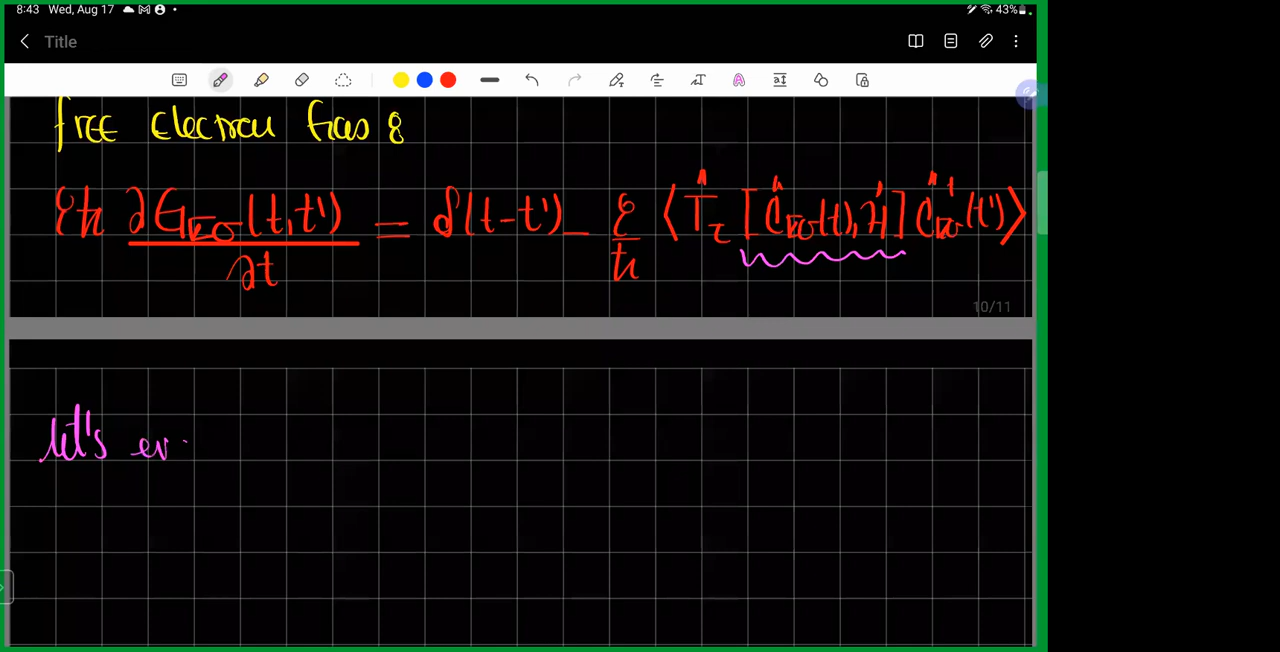 8:43 Wed, Aug 17 43%
Title
free electron gas :
iħ ∂G_kσ(t,t') / ∂t = δ(t-t') - i/ħ ⟨T̂_τ [Ĉ_kσ(t), Ĥ] Ĉ†_kσ(t')⟩
10/11
let's ev